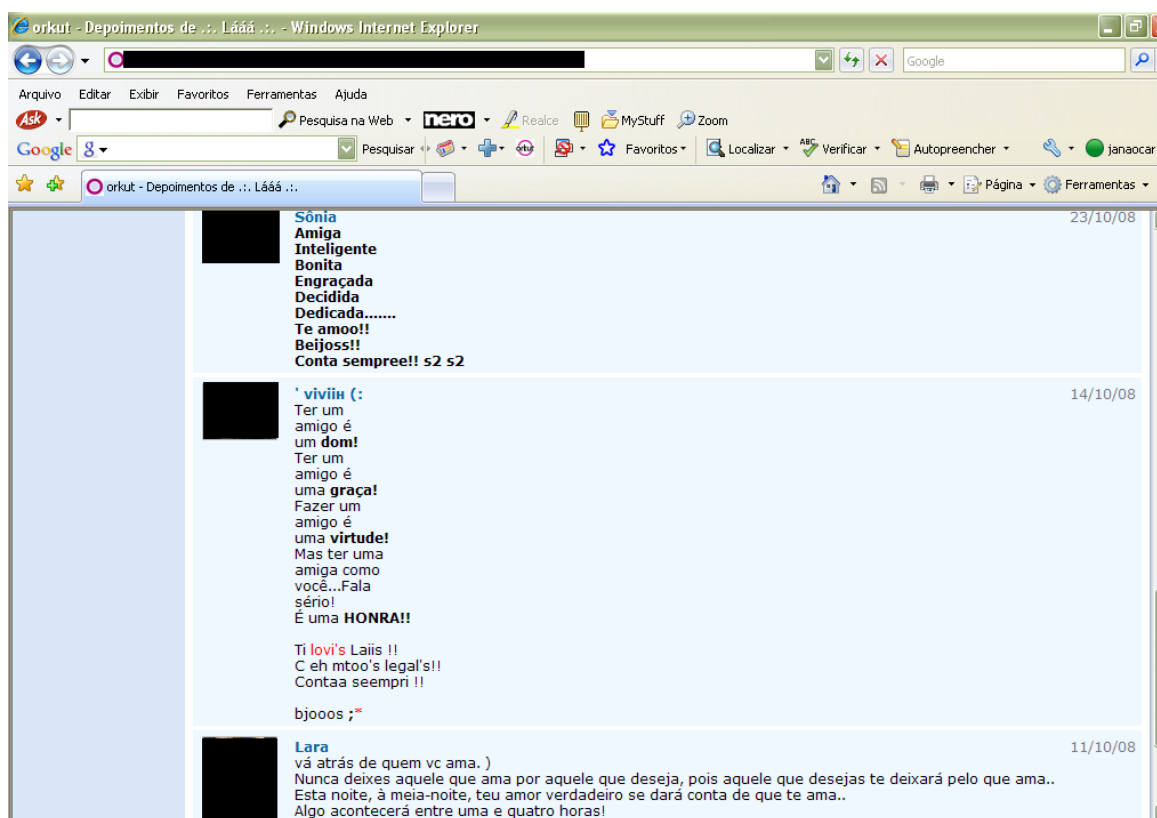 orkut - Depoimentos de .:. Lááá .:. - Windows Internet Explorer
Google
Arquivo Editar Exibir Favoritos Ferramentas Ajuda
Ask Pesquisa na Web nero Realce MyStuff Zoom
Google Pesquisar orkut Favoritos Localizar ABC Verificar Autopreencher janaocar
orkut - Depoimentos de .:. Lááá .:. Página Ferramentas
Sônia 23/10/08
Amiga
Inteligente
Bonita
Engraçada
Decidida
Dedicada.......
Te amoo!!
Beijoss!!
Conta sempree!! s2 s2
' viviiн (: 14/10/08
Ter um
amigo é
um dom!
Ter um
amigo é
uma graça!
Fazer um
amigo é
uma virtude!
Mas ter uma
amiga como
você...Fala
sério!
É uma HONRA!!
Ti lovi's Laiis !!
C eh mtoo's legal's!!
Contaa seempri !!
bjooos ;*
Lara 11/10/08
vá atrás de quem vc ama. )
Nunca deixes aquele que ama por aquele que deseja, pois aquele que desejas te deixará pelo que ama..
Esta noite, à meia-noite, teu amor verdadeiro se dará conta de que te ama..
Algo acontecerá entre uma e quatro horas!